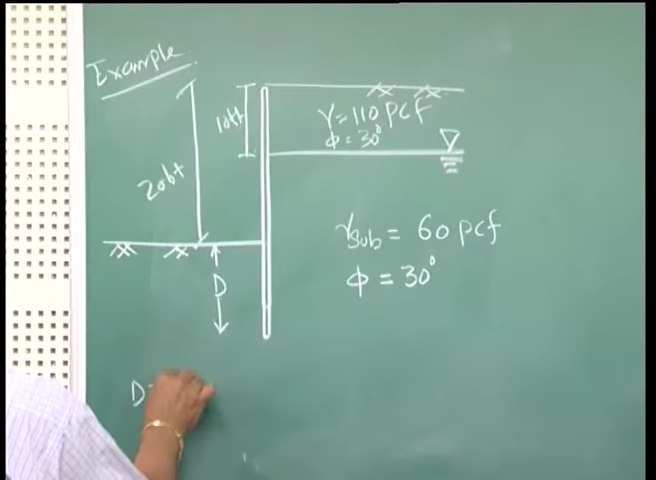 Example
10ft
γ = 110 pcf
φ = 30°
20ft
γsub = 60 pcf
φ = 30°
D
D =